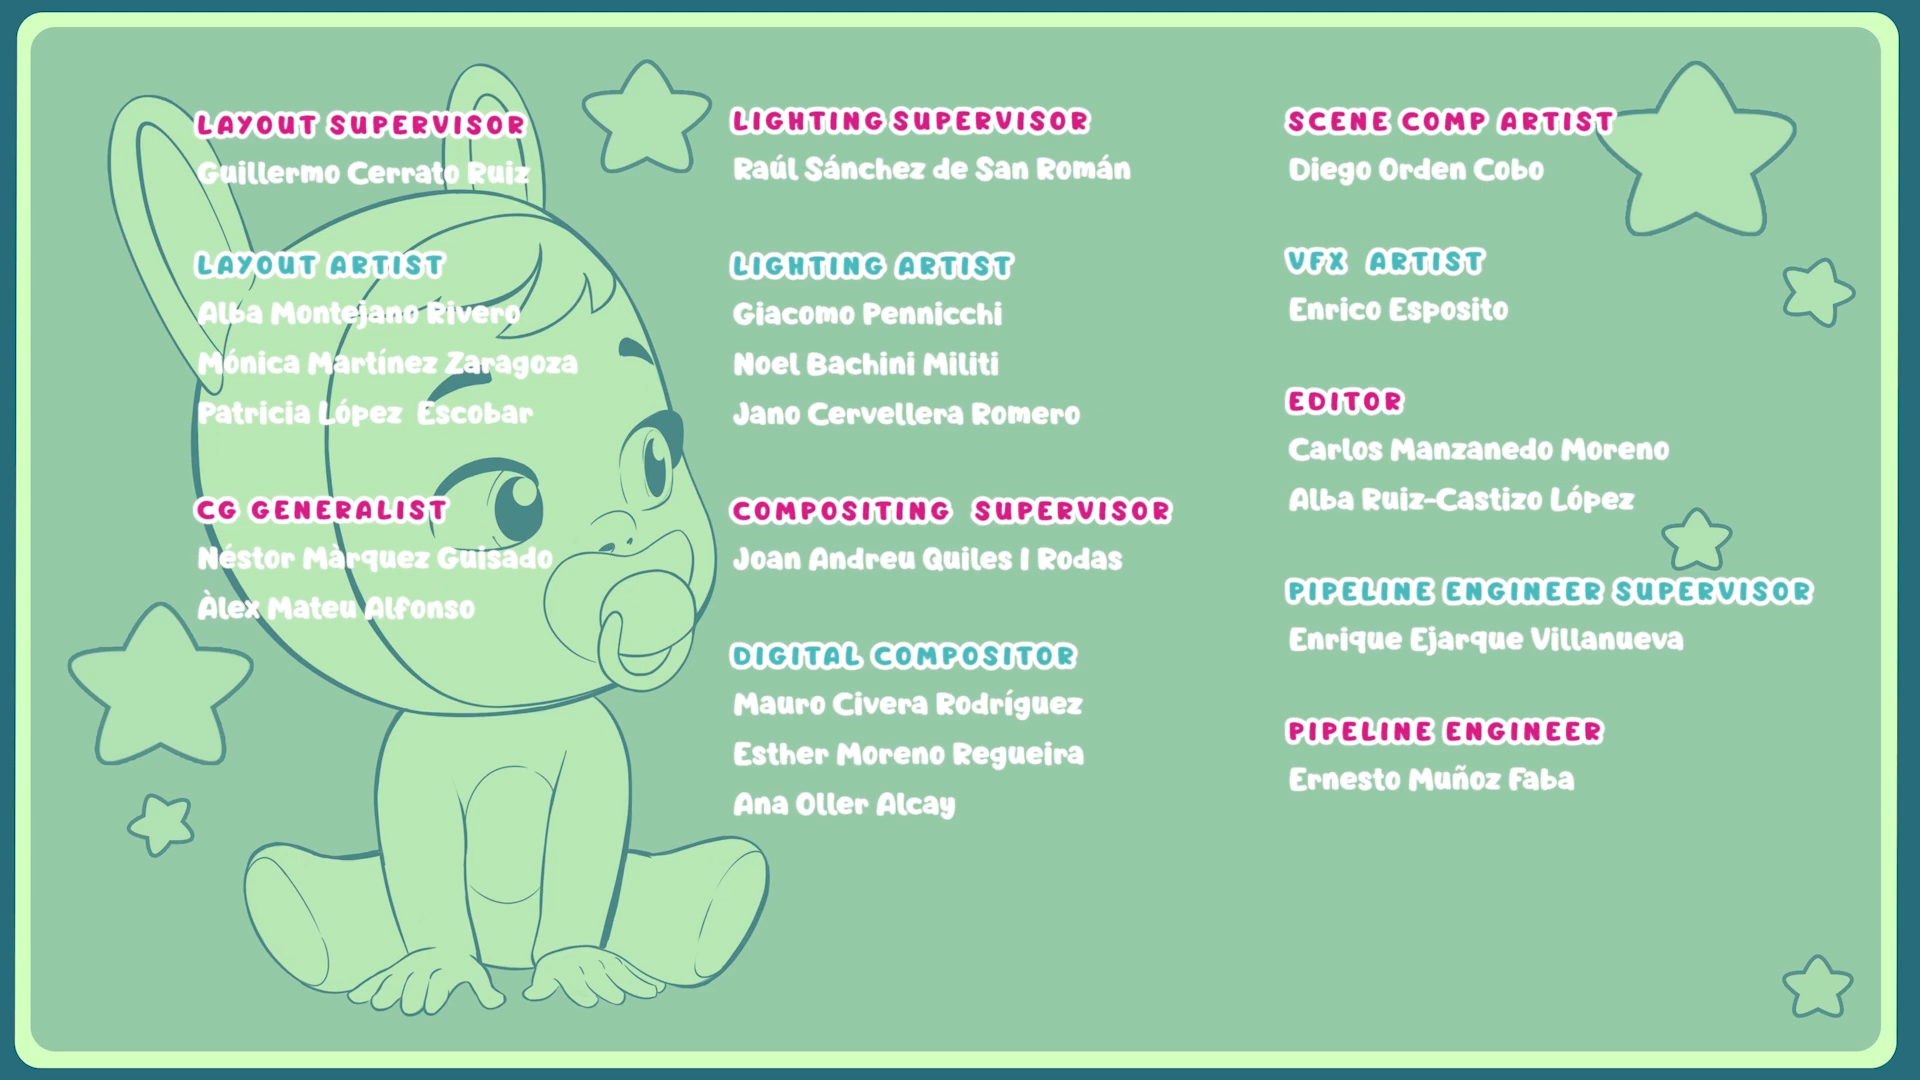 LAYOUT SUPERVISOR
Guillermo Cerrato Ruiz
LAYOUT ARTIST
Alba Montejano Rivero
Mónica Martínez Zaragoza
Patricia López Escobar
CG GENERALIST
Néstor Màrquez Guisado
Àlex Mateu Alfonso
LIGHTING SUPERVISOR
Raúl Sánchez de San Román
LIGHTING ARTIST
Giacomo Pennicchi
Noel Bachini Militi
Jano Cervellera Romero
COMPOSITING SUPERVISOR
Joan Andreu Quiles I Rodas
DIGITAL COMPOSITOR
Mauro Civera Rodríguez
Esther Moreno Regueira
Ana Oller Alcay
SCENE COMP ARTIST
Diego Orden Cobo
VFX ARTIST
Enrico Esposito
EDITOR
Carlos Manzanedo Moreno
Alba Ruiz-Castizo López
PIPELINE ENGINEER SUPERVISOR
Enrique Ejarque Villanueva
PIPELINE ENGINEER
Ernesto Muñoz Faba